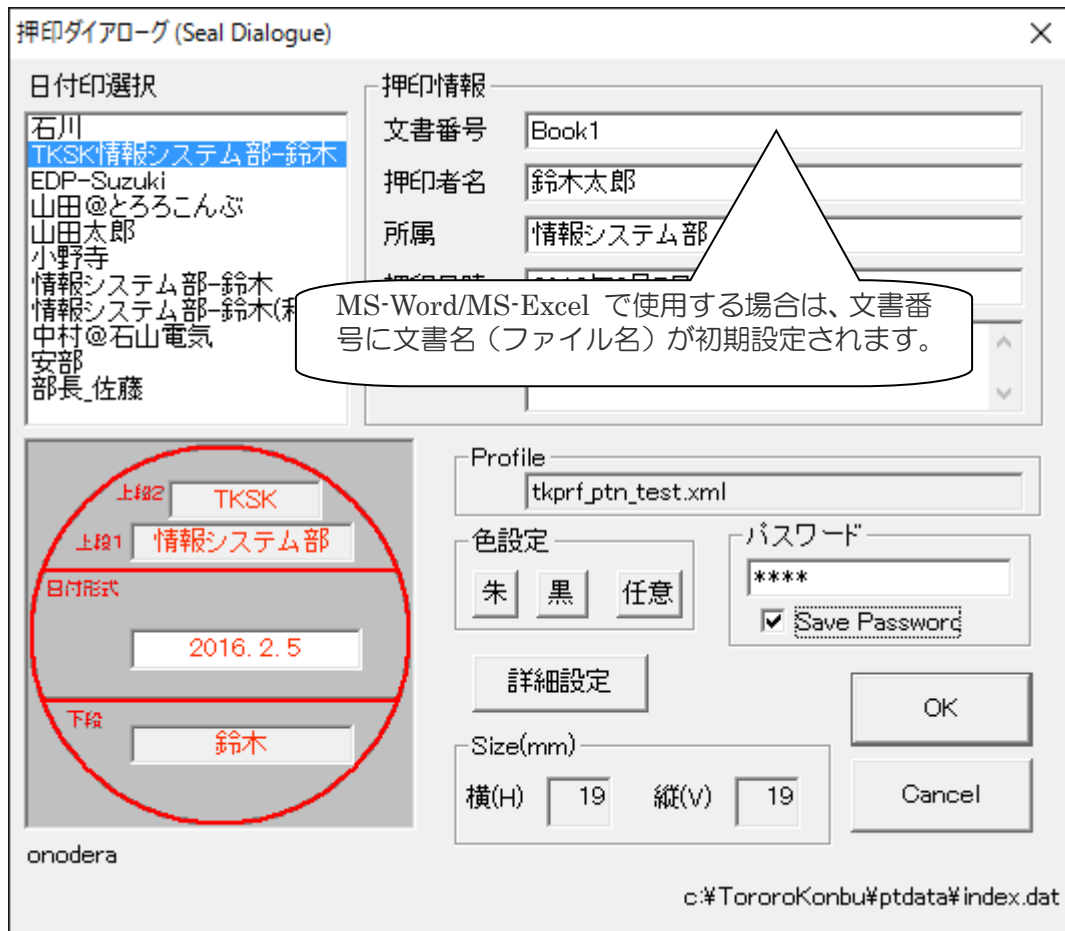 押印ダイアローグ (Seal Dialogue)
日付印選択
石川
TKSK情報システム部-鈴木
EDP-Suzuki
山田@とろろこんぶ
山田太郎
小野寺
情報システム部-鈴木
情報システム部-鈴木(
中村@石山電気
安部
部長_佐藤
押印情報
文書番号 Book1
押印者名 鈴木太郎
所属 情報システム部
MS-Word/MS-Excel で使用する場合は、文書番
号に文書名（ファイル名）が初期設定されます。
上段2 TKSK
上段1 情報システム部
日付形式
2016. 2. 5
下段
鈴木
Profile
tkprf_ptn_test.xml
色設定
朱 黒 任意
パスワード
****
Save Password
詳細設定
Size(mm)
横(H) 19 縦(V) 19
OK
Cancel
onodera
c:¥TororoKonbu¥ptdata¥index.dat